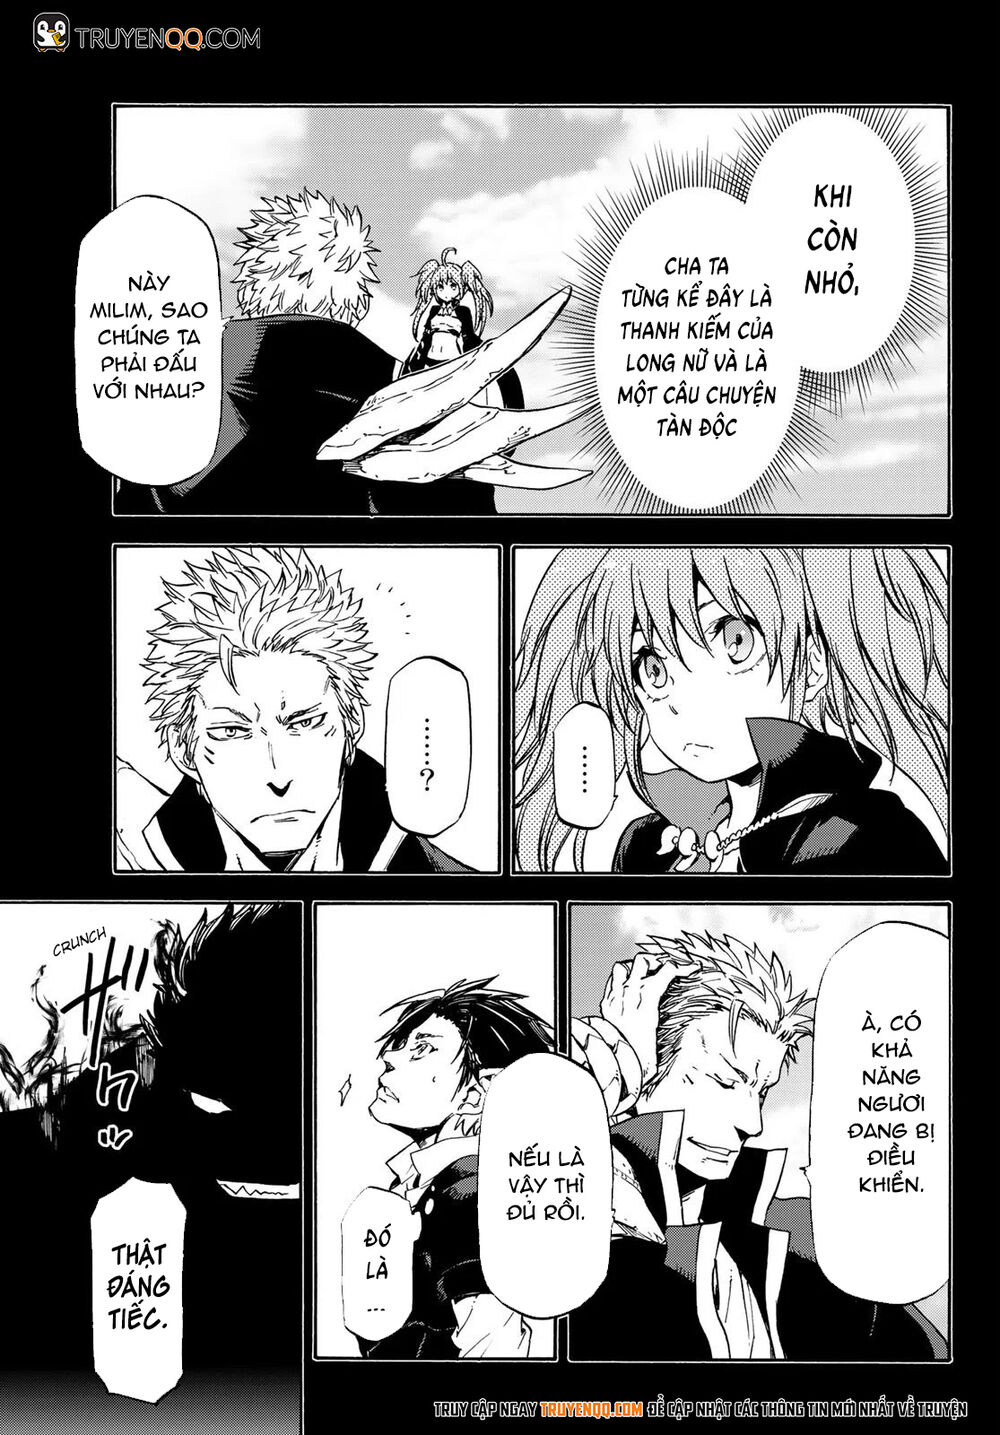 TRUYENQQ.COM
KHI
CÒN
NHỎ,
CHA TA
TỪNG KỂ ĐÂY LÀ
THANH KIẾM CỦA
LONG NỮ VÀ LÀ
MỘT CÂU CHUYỆN
TÀN ĐỘC
NÀY
MILIM, SAO
CHÚNG TA
PHẢI ĐẤU
VỚI NHAU?
......
......?
À, CÓ
KHẢ
NĂNG
NGƯƠI
ĐANG BỊ
ĐIỀU
KHIỂN.
NẾU LÀ
VẬY THÌ
ĐỦ RỒI.
ĐÓ
LÀ
...
CRUNCH
THẬT
ĐÁNG
TIẾC.
TRUY CẬP NGAY TRUYENQQ.COM ĐỂ CẬP NHẬT CÁC THÔNG TIN MỚI NHẤT VỀ TRUYỆN